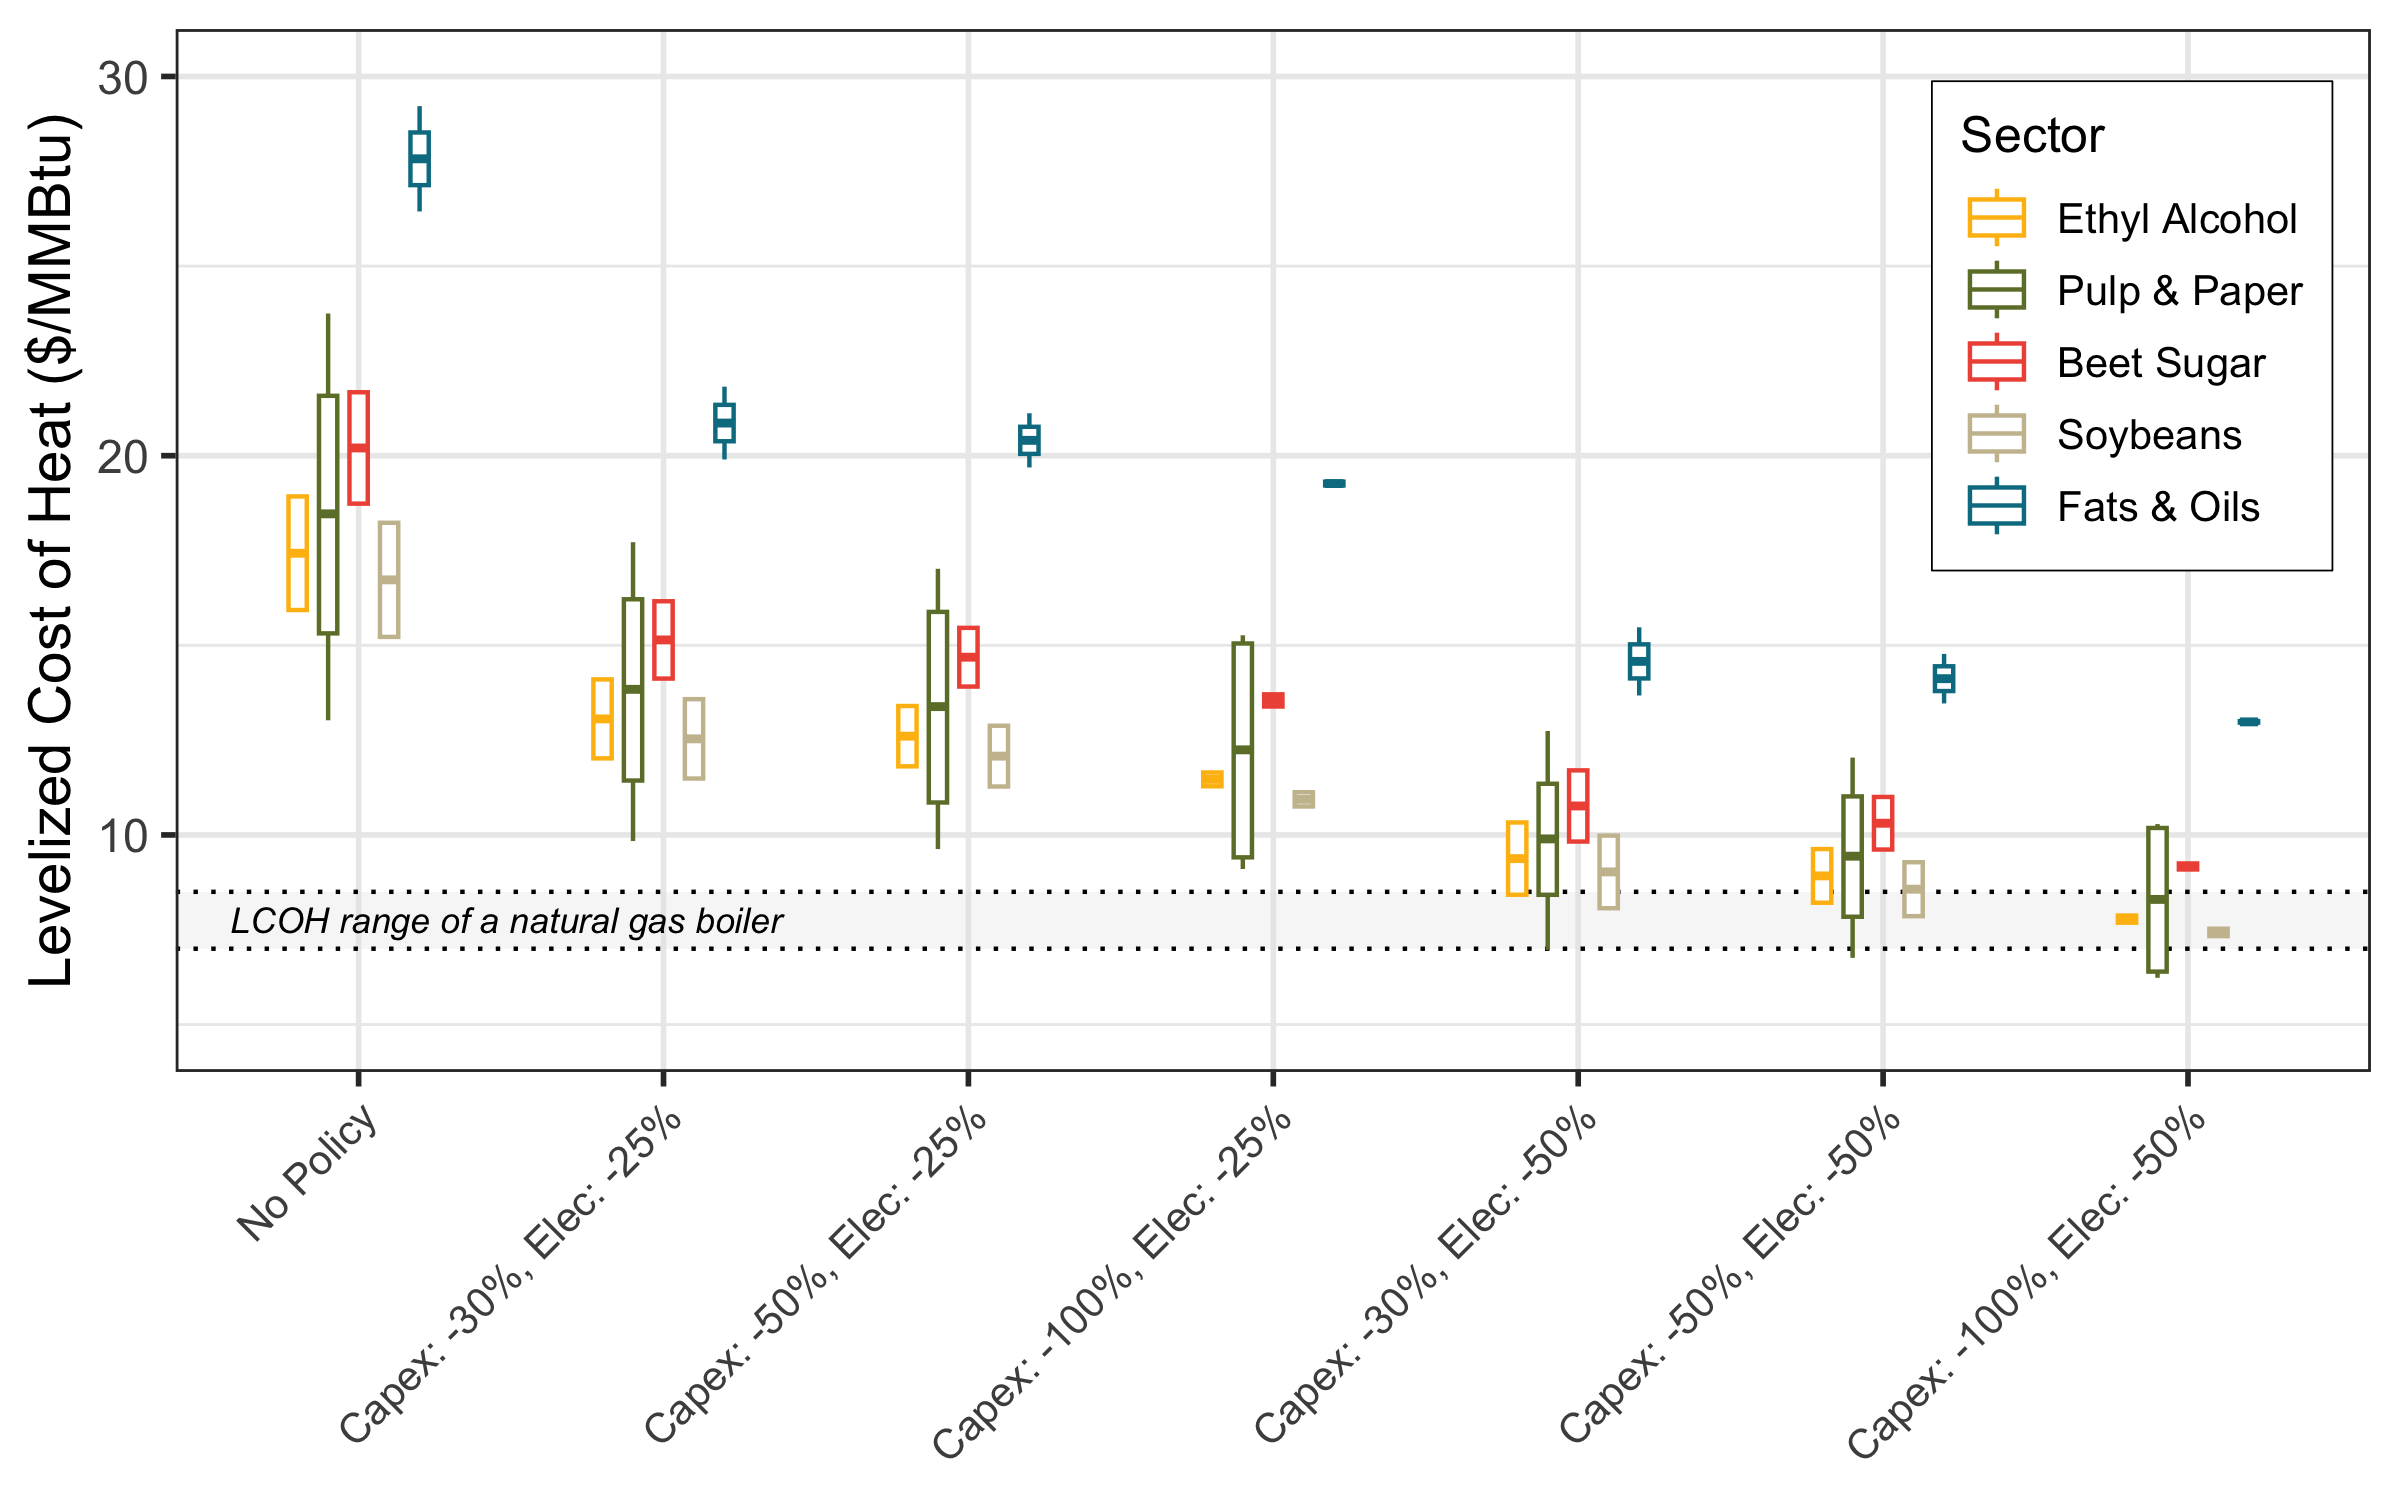 Levelized Cost of Heat ($/MMBtu)
30
20
10
Sector
Ethyl Alcohol
Pulp & Paper
Beet Sugar
Soybeans
Fats & Oils
LCOH range of a natural gas boiler
No Policy
Capex: -30%, Elec: -25%
Capex: -50%, Elec: -25%
Capex: -100%, Elec: -25%
Capex: -30%, Elec: -50%
Capex: -50%, Elec: -50%
Capex: -100%, Elec: -50%